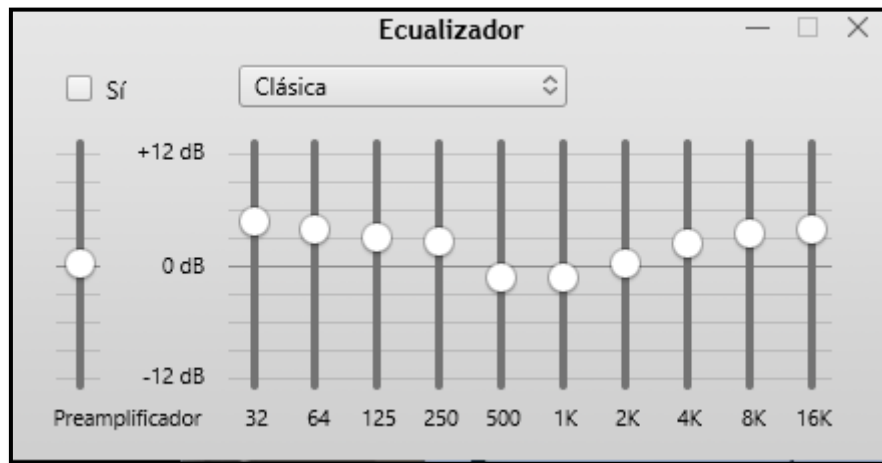 Ecualizador
Sí
Clásica
+12 dB
0 dB
-12 dB
Preamplificador 32 64 125 250 500 1K 2K 4K 8K 16K